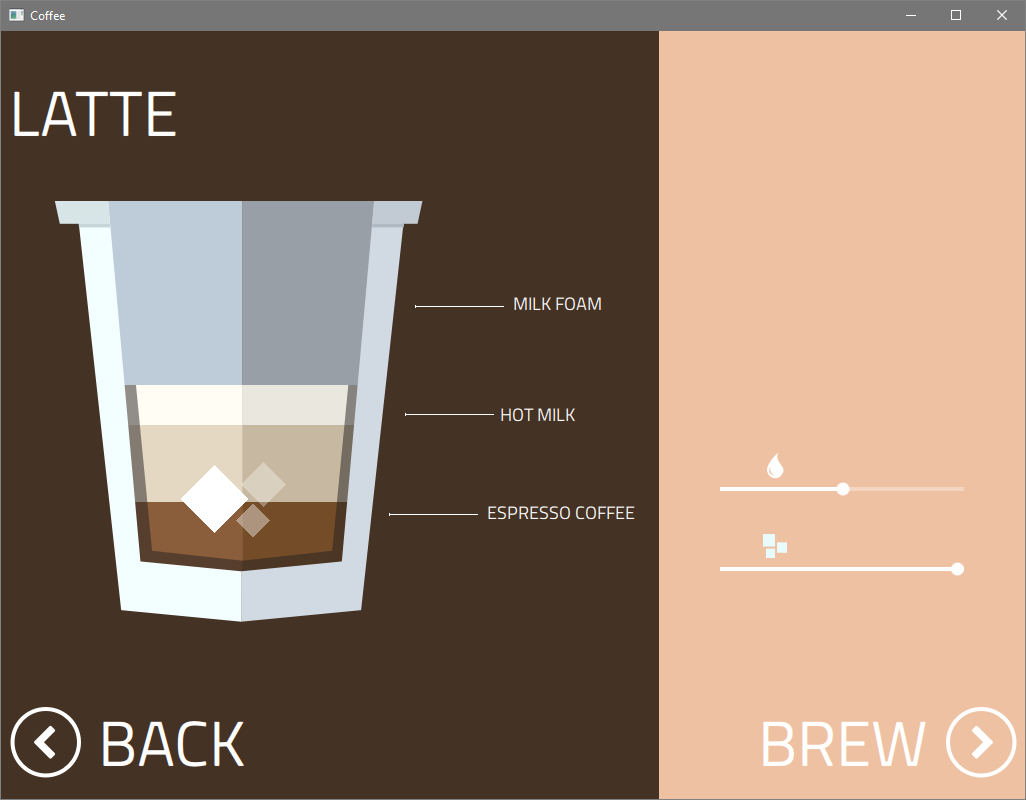 Coffee
LATTE
MILK FOAM
HOT MILK
ESPRESSO COFFEE
BACK
BREW